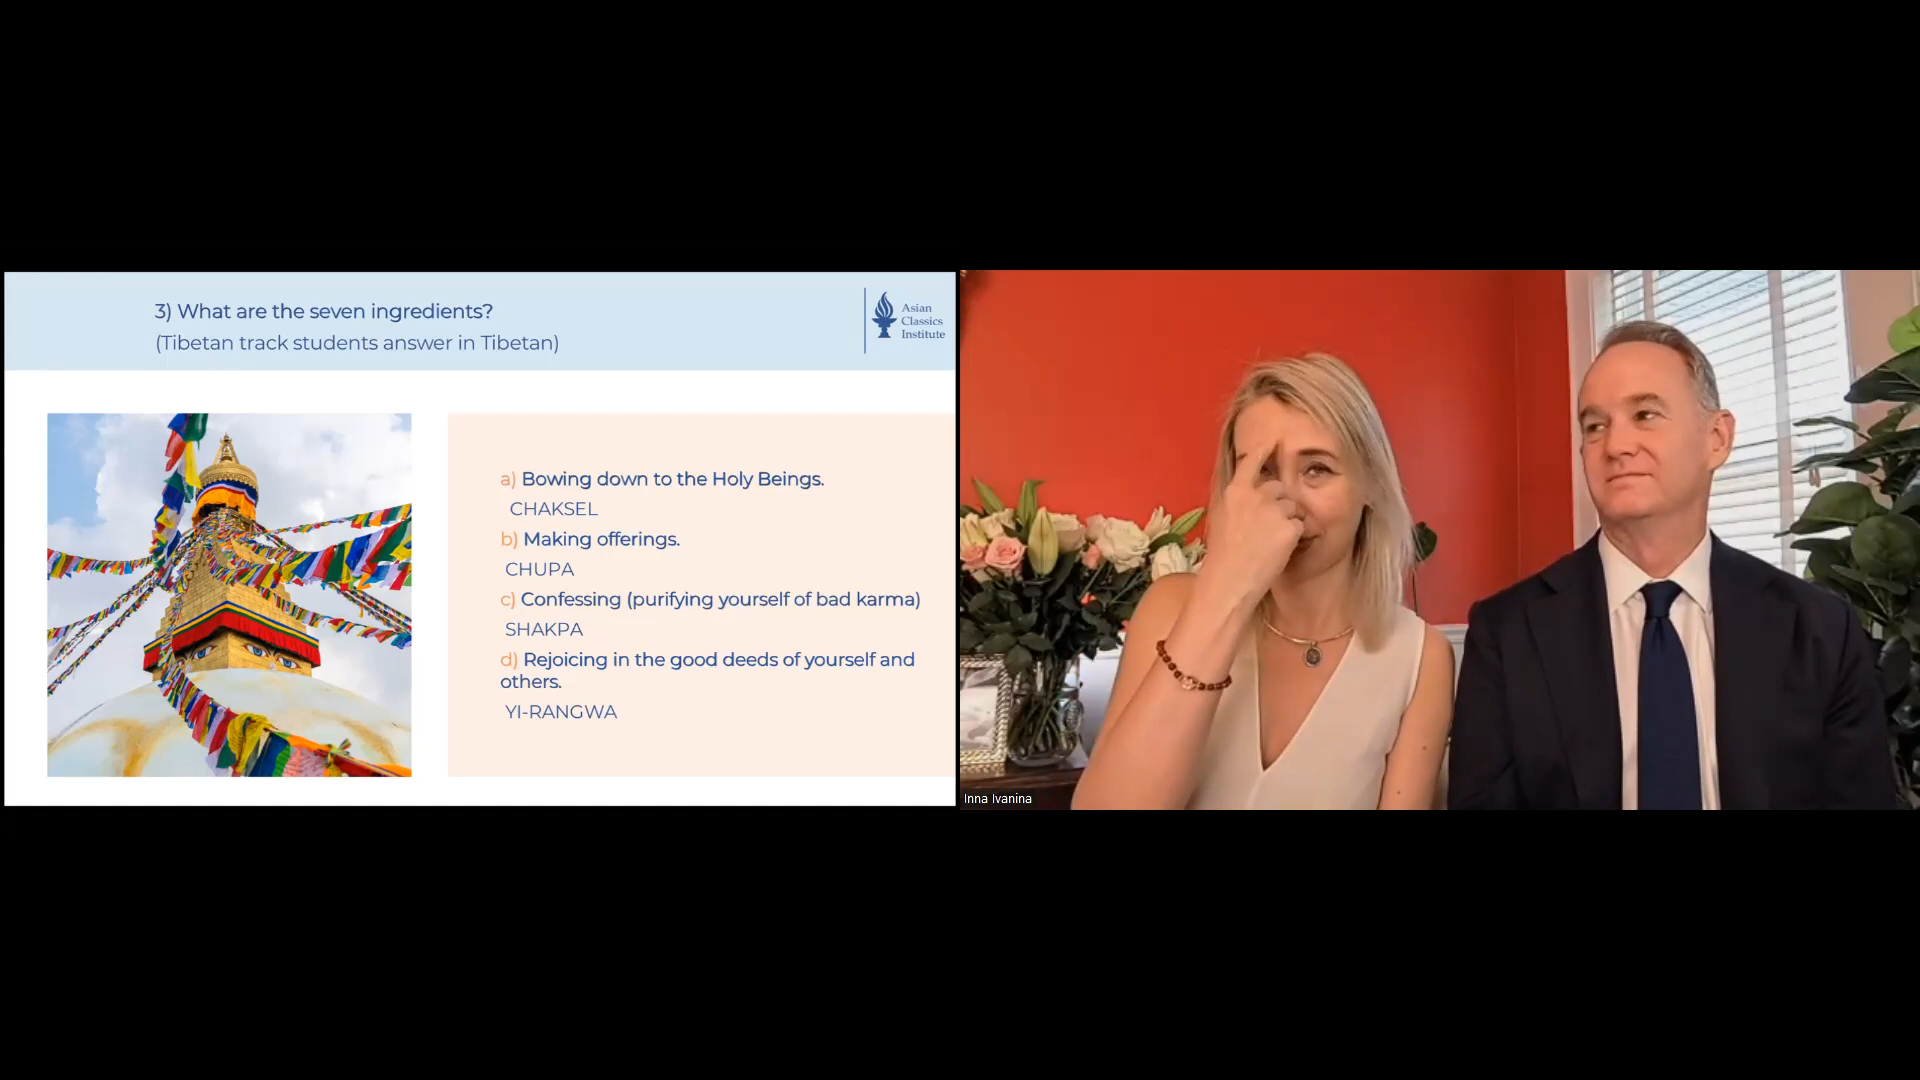 3) What are the seven ingredients?
(Tibetan track students answer in Tibetan)
Asian
Classics
Institute
a) Bowing down to the Holy Beings.
CHAKSEL
b) Making offerings.
CHUPA
c) Confessing (purifying yourself of bad karma)
SHAKPA
d) Rejoicing in the good deeds of yourself and
others.
YI-RANGWA
Inna Ivanina